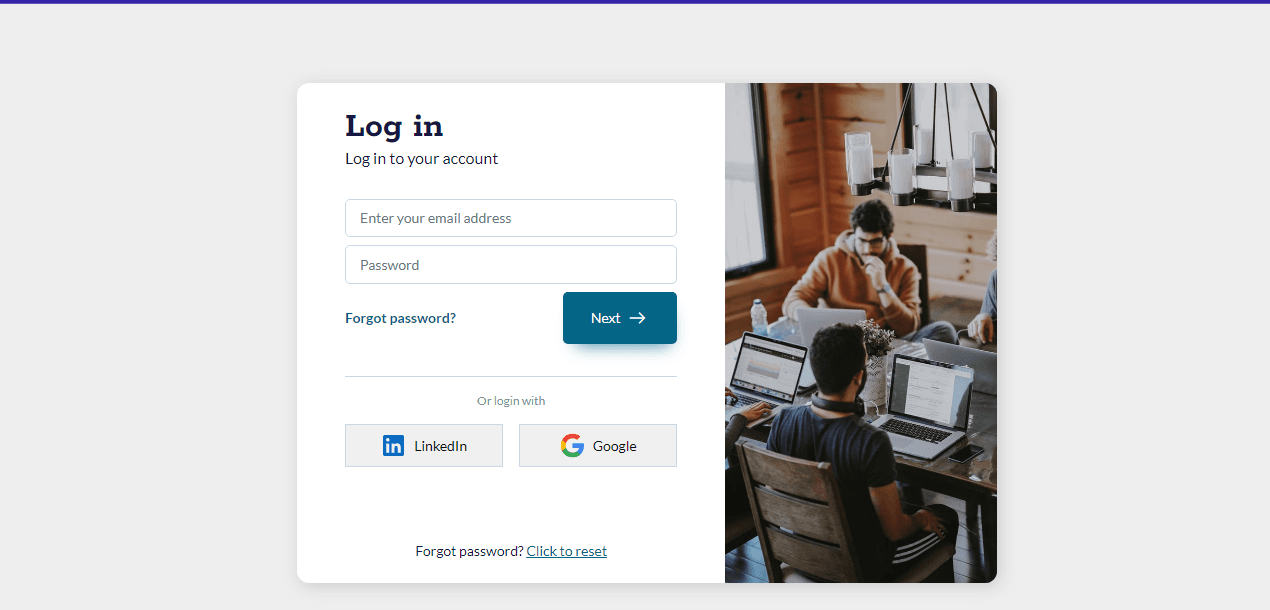 Log in
Log in to your account
Enter your email address
Password
Forgot password?
Next
Or login with
in LinkedIn
G Google
Forgot password? Click to reset